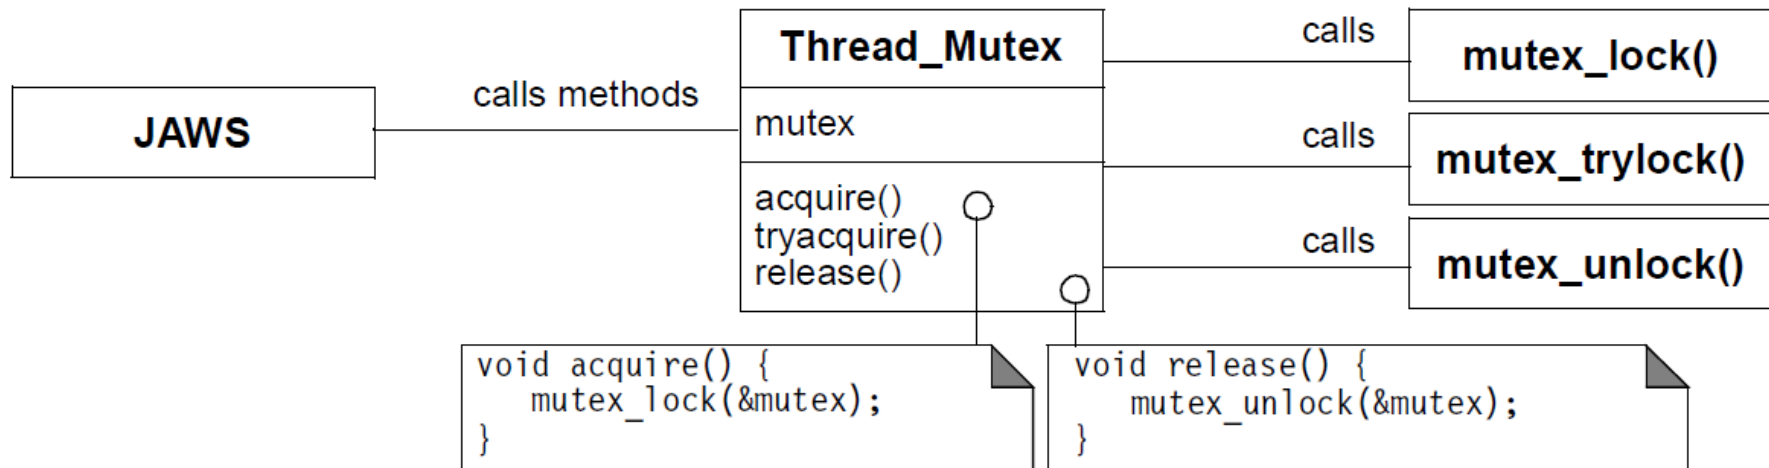 JAWS
calls methods
Thread_Mutex
mutex
acquire()
tryacquire()
release()
calls
mutex_lock()
calls
mutex_trylock()
calls
mutex_unlock()
void acquire() {
mutex_lock(&mutex);
}
void release() {
mutex_unlock(&mutex);
}